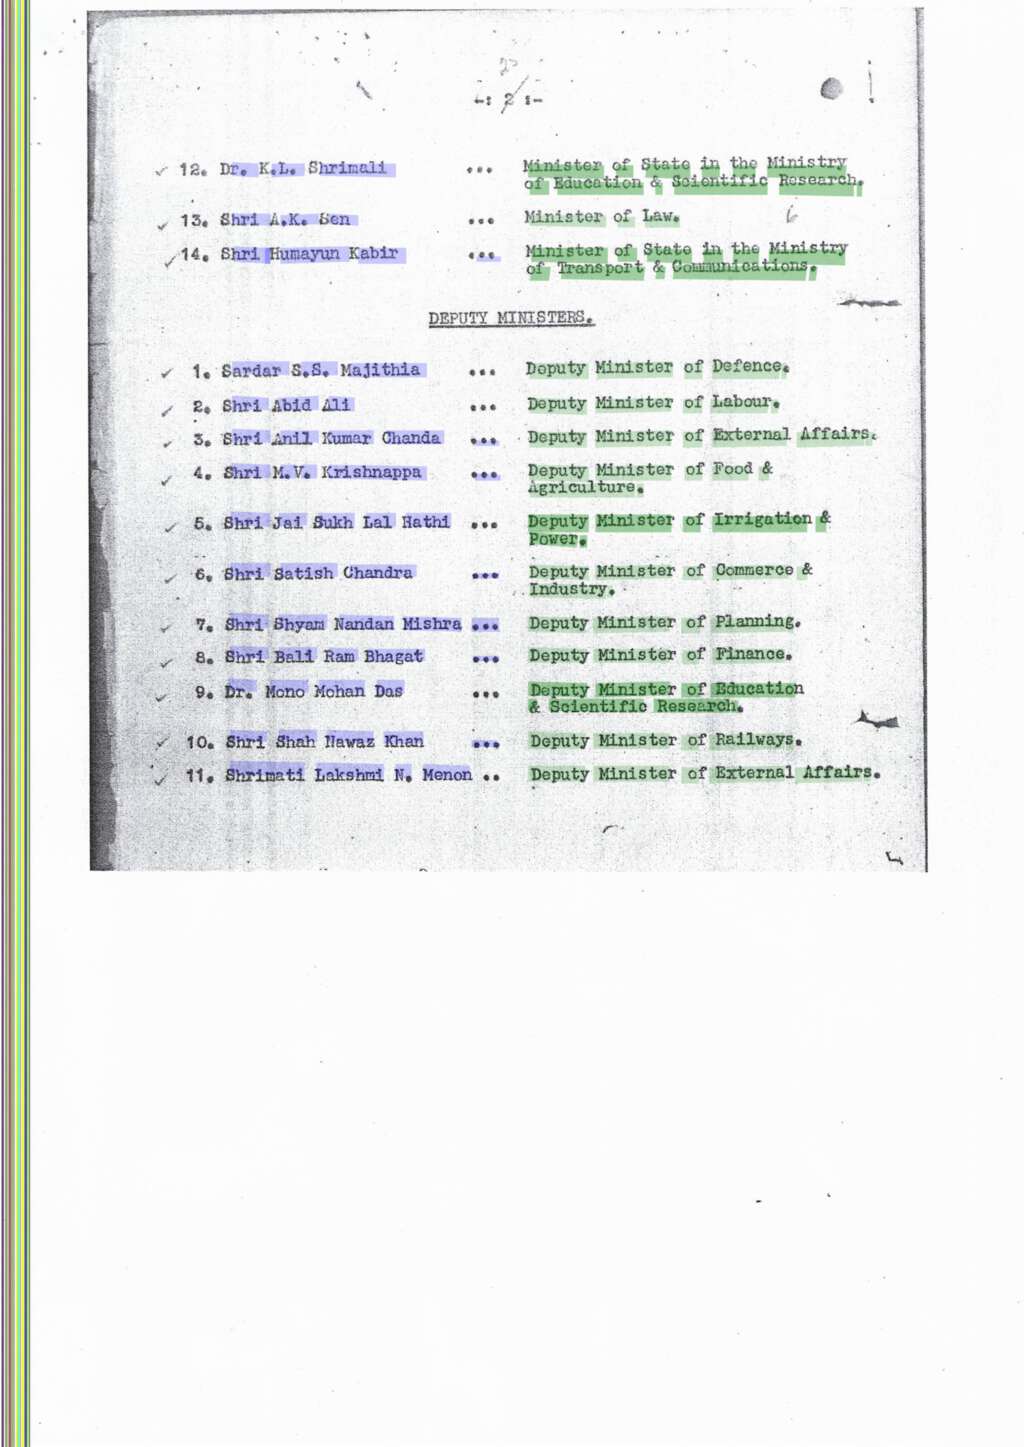 -: 2 :-
12. Dr. K.L. Shrimali ... Minister of State in the Ministry
of Education & Scientific Research.
13. Shri A.K. Sen ... Minister of Law.
14. Shri Humayun Kabir ... Minister of State in the Ministry
of Transport & Communications.
DEPUTY MINISTERS.
1. Sardar S.S. Majithia ... Deputy Minister of Defence.
2. Shri Abid Ali ... Deputy Minister of Labour.
3. Shri Anil Kumar Chanda ... Deputy Minister of External Affairs.
4. Shri M.V. Krishnappa ... Deputy Minister of Food &
Agriculture.
5. Shri Jai Sukh Lal Hathi ... Deputy Minister of Irrigation &
Power.
6. Shri Satish Chandra ... Deputy Minister of Commerce &
Industry.
7. Shri Shyam Nandan Mishra ... Deputy Minister of Planning.
8. Shri Bali Ram Bhagat ... Deputy Minister of Finance.
9. Dr. Mono Mohan Das ... Deputy Minister of Education
& Scientific Research.
10. Shri Shah Nawaz Khan ... Deputy Minister of Railways.
11. Shrimati Lakshmi N. Menon .. Deputy Minister of External Affairs.